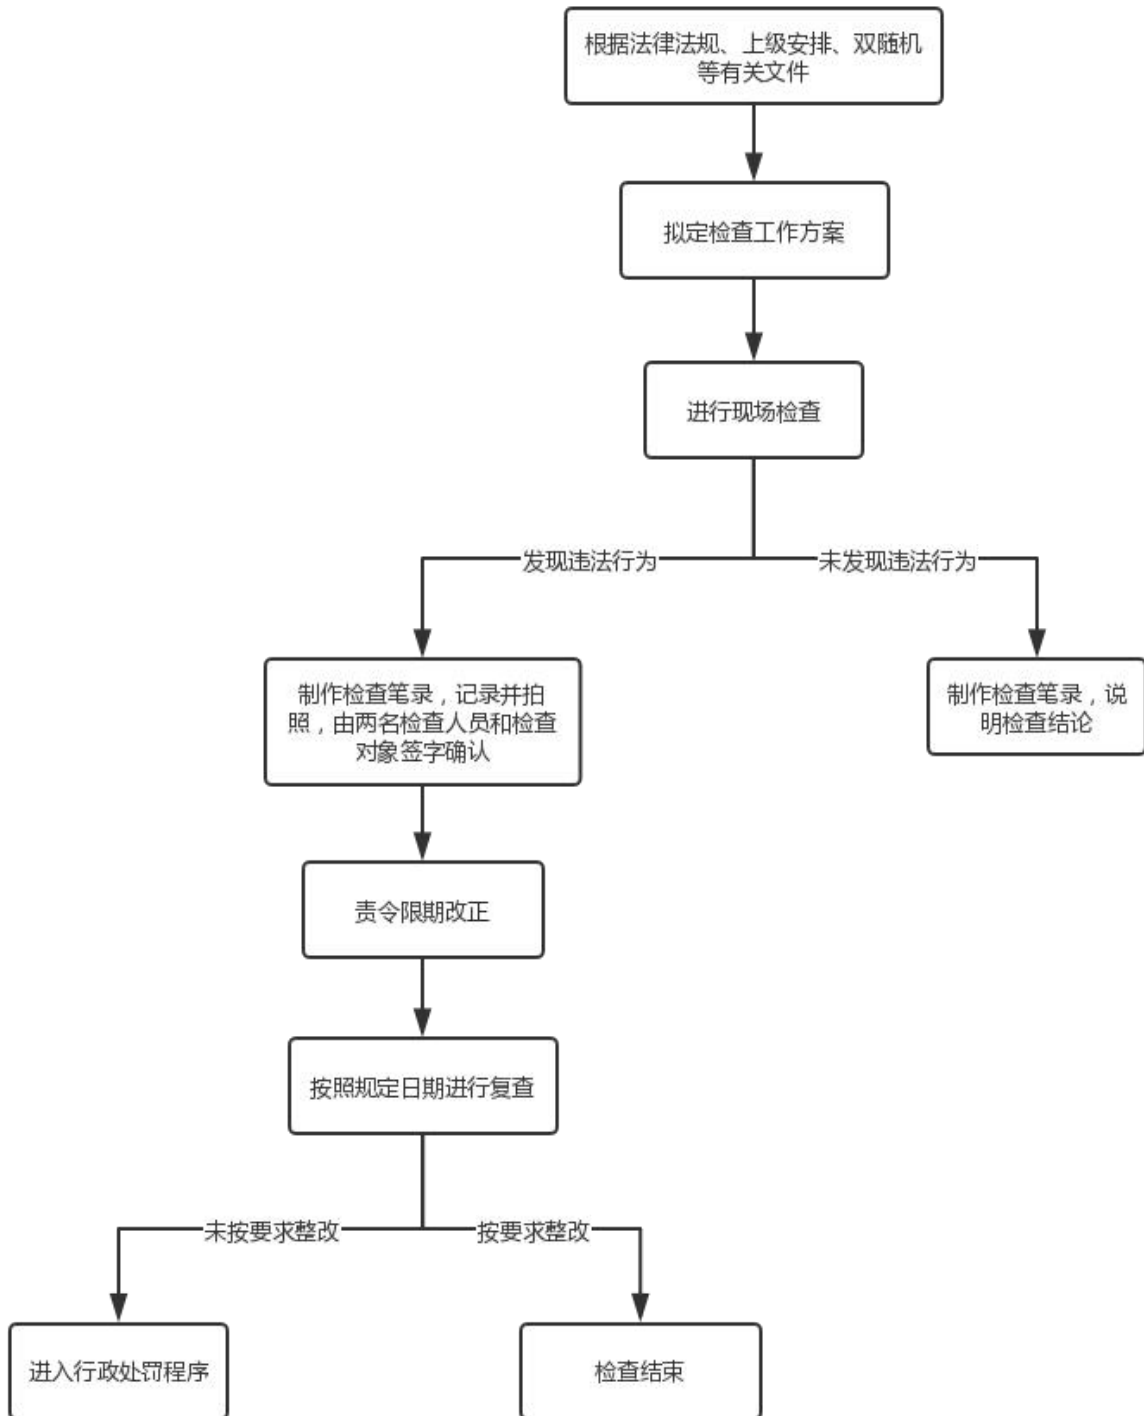 根据法律法规、上级安排、双随机
等有关文件
拟定检查工作方案
进行现场检查
发现违法行为
未发现违法行为
制作检查笔录，记录并拍
照，由两名检查人员和检查
对象签字确认
制作检查笔录，说
明检查结论
责令限期改正
按照规定日期进行复查
未按要求整改
按要求整改
进入行政处罚程序
检查结束